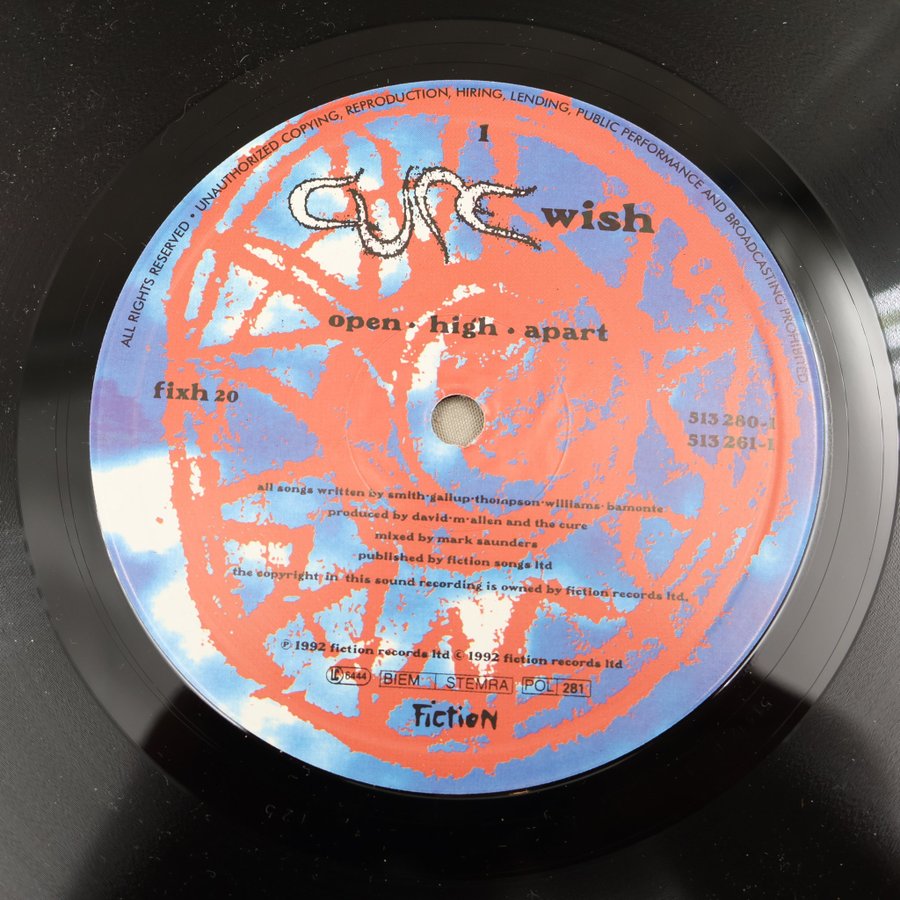 ALL RIGHTS RESERVED • UNAUTHORIZED COPYING, REPRODUCTION, HIRING, LENDING, PUBLIC PERFORMANCE AND BROADCASTING PROHIBITED
1
CURE wish
open • high • apart
fixh 20
513 280-1
513 261-1
all songs written by smith•gallup•thompson•williams•bamonte
produced by david•m•allen and the cure
mixed by mark saunders
published by fiction songs ltd
the copyright in this sound recording is owned by fiction records ltd.
℗ 1992 fiction records ltd © 1992 fiction records ltd
LC 6444 BIEM STEMRA POL 281
FicTioN